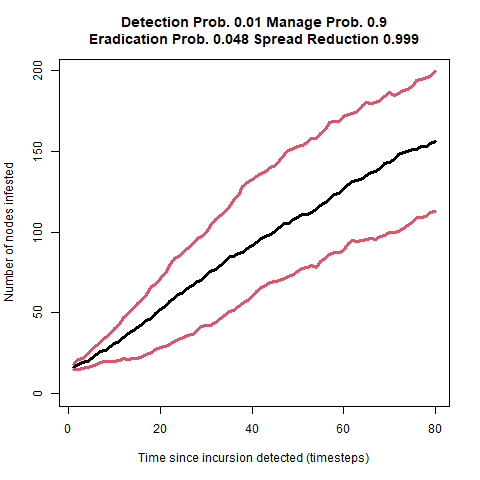 Detection Prob. 0.01 Manage Prob. 0.9
Eradication Prob. 0.048 Spread Reduction 0.999
Number of nodes infested
200
150
100
50
0
0 20 40 60 80
Time since incursion detected (timesteps)